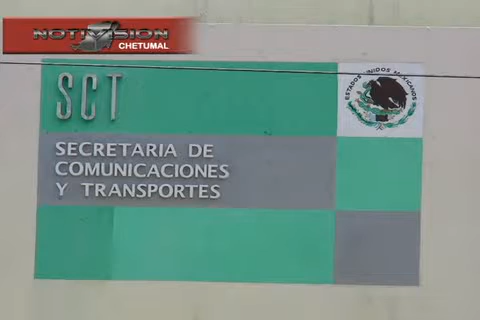 NOTIVISION
CHETUMAL
SCT
ESTADOS UNIDOS MEXICANOS
SECRETARIA DE
COMUNICACIONES
Y TRANSPORTES